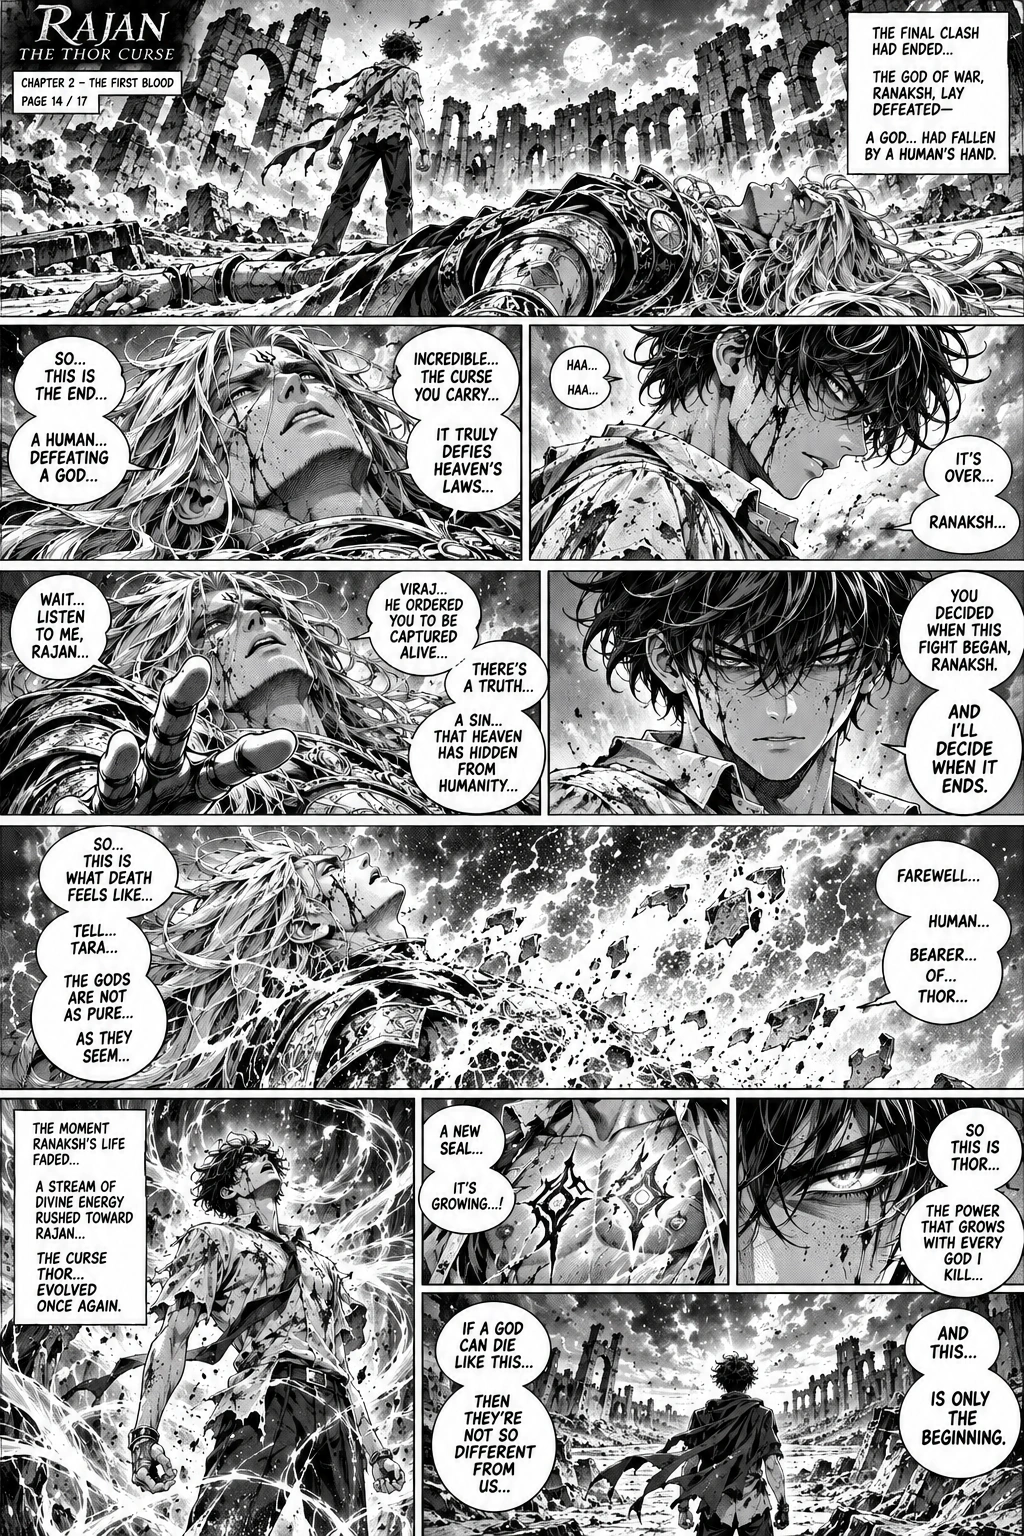 RAJAN
THE THOR CURSE
CHAPTER 2 – THE FIRST BLOOD
PAGE 14 / 17
THE FINAL CLASH
HAD ENDED...
THE GOD OF WAR,
RANAKSH, LAY
DEFEATED—
A GOD... HAD FALLEN
BY A HUMAN'S HAND.
SO...
THIS IS
THE END...
A HUMAN...
DEFEATING
A GOD...
INCREDIBLE...
THE CURSE
YOU CARRY...
IT TRULY
DEFIES
HEAVEN'S
LAWS...
HAA...
HAA...
IT'S
OVER...
RANAKSH...
WAIT...
LISTEN
TO ME,
RAJAN...
VIRAJ...
HE ORDERED
YOU TO BE
CAPTURED
ALIVE...
THERE'S
A TRUTH...
A SIN...
THAT HEAVEN
HAS HIDDEN
FROM
HUMANITY...
YOU
DECIDED
WHEN THIS
FIGHT BEGAN,
RANAKSH.
AND
I'LL
DECIDE
WHEN IT
ENDS.
SO...
THIS IS
WHAT DEATH
FEELS LIKE...
TELL...
TARA...
THE GODS
ARE NOT
AS PURE...
AS THEY
SEEM...
FAREWELL...
HUMAN...
BEARER...
OF...
THOR...
THE MOMENT
RANAKSH'S LIFE
FADED...
A STREAM OF
DIVINE ENERGY
RUSHED TOWARD
RAJAN...
THE CURSE
THOR...
EVOLVED
ONCE AGAIN.
A NEW
SEAL...
IT'S
GROWING...!
SO
THIS IS
THOR...
THE POWER
THAT GROWS
WITH EVERY
GOD I
KILL...
IF A GOD
CAN DIE
LIKE THIS...
THEN
THEY'RE
NOT SO
DIFFERENT
FROM
US...
AND
THIS...
IS ONLY
THE
BEGINNING.